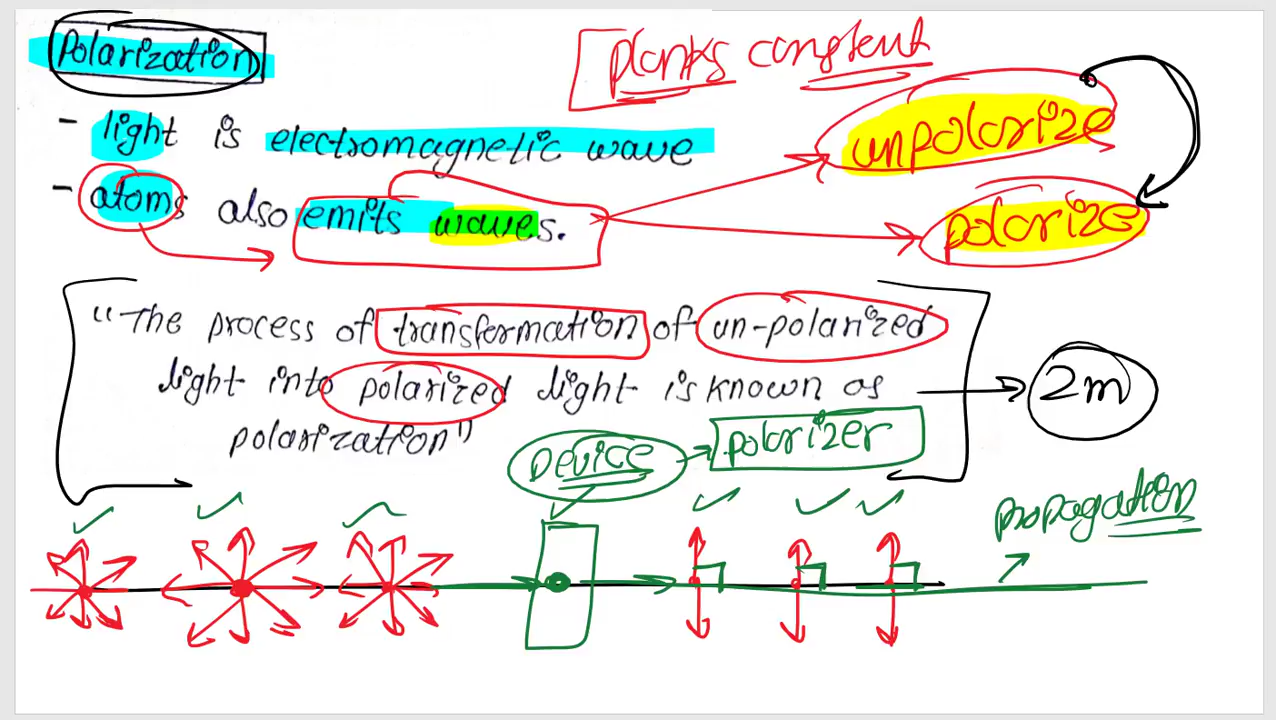 Polarization
planks constent
- light is electromagnetic wave
unpolarize
- atoms also emits waves.
polarize
"The process of transformation of un-polarized
light into polarized light is known as
polarization"
2m
Device
polarizer
propagation